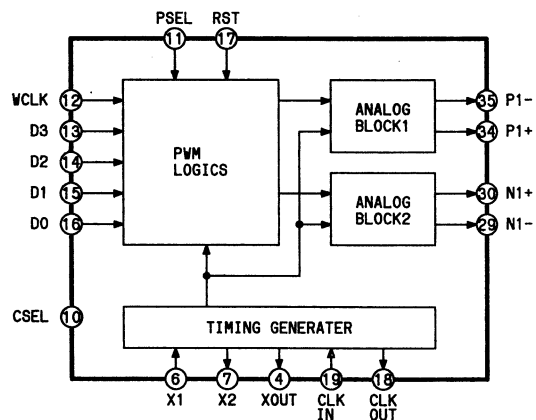 PSEL RST
11 17
WCLK 12
D3 13
D2 14
D1 15
D0 16
PWM
LOGICS
ANALOG
BLOCK1
35 P1-
34 P1+
ANALOG
BLOCK2
30 N1+
29 N1-
CSEL 10
TIMING GENERATER
6 7 4 19 18
X1 X2 XOUT CLK IN CLK OUT